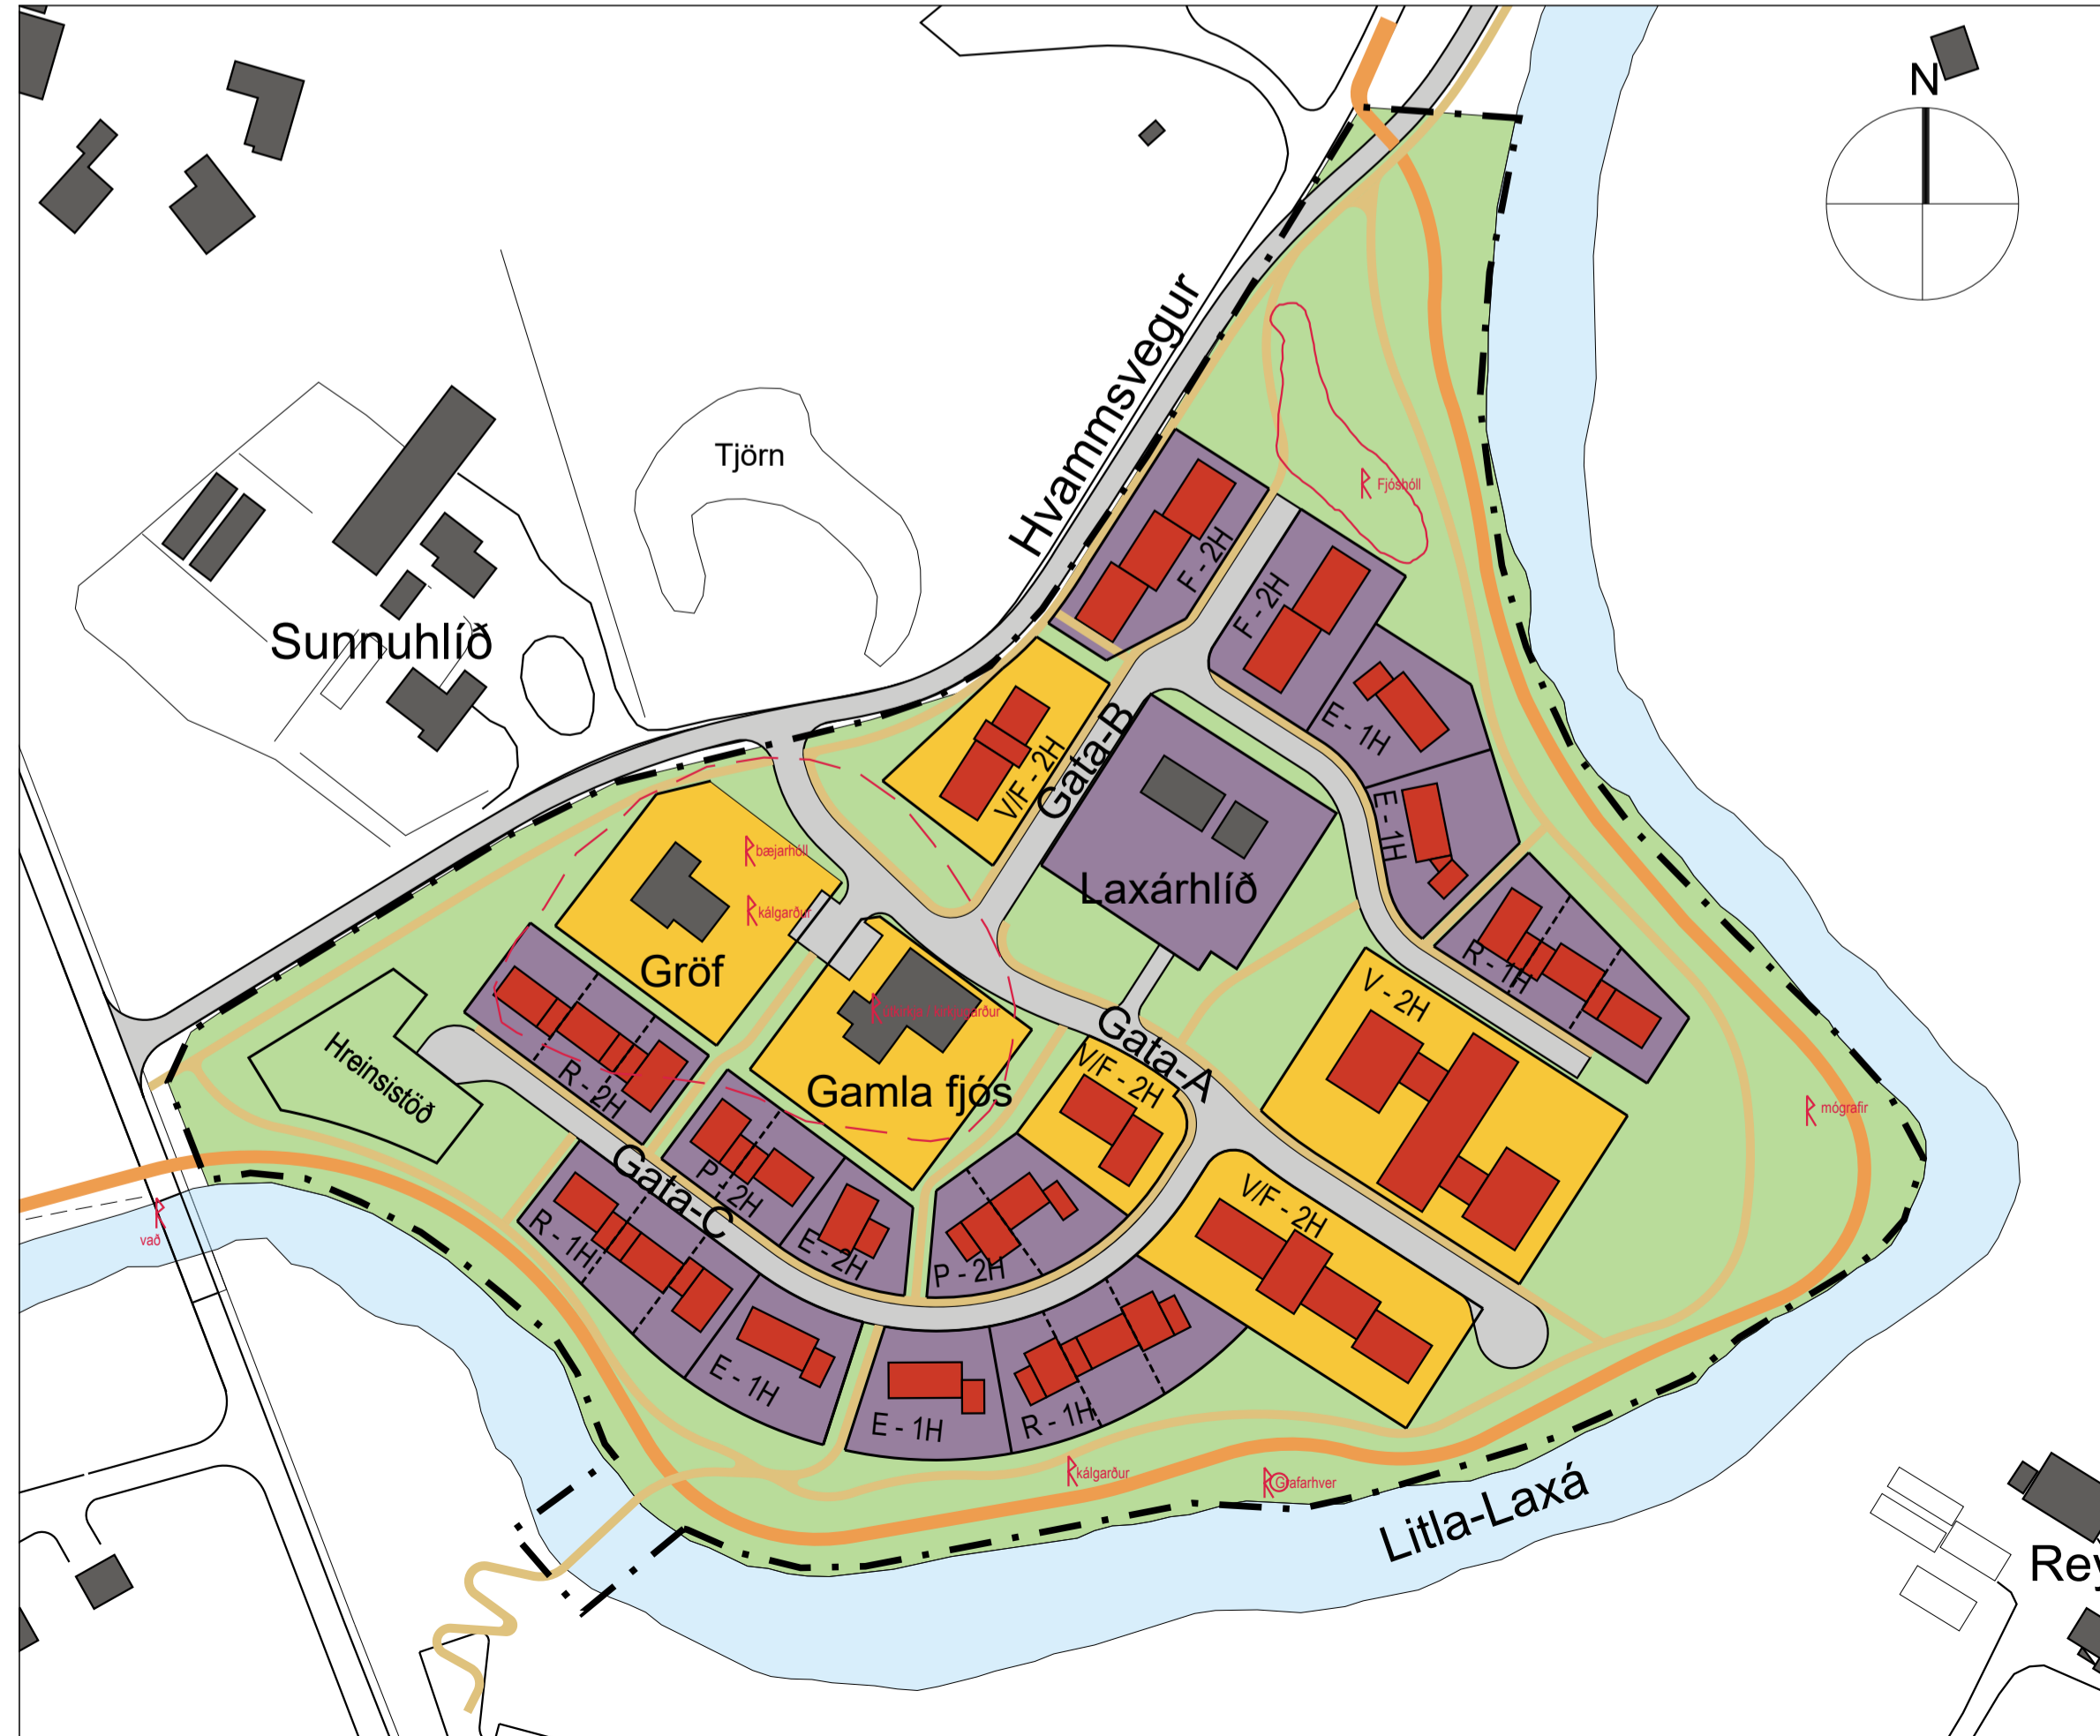 N
Hvammsvegur
Tjörn
Fjóshóll
F - 2H
F - 2H
Sunnuhlíð
E - 1H
V/F - 2H
Gata-B
E - 1H
bæjarhóll
Laxárhlíð
kálgarður
R - 1H
Gröf
V - 2H
Gata-A
Hreinsistöð
R - 2H
V/F - 2H
Gamla fjós
mógrafir
P - 2H
Gata-C
V/F - 2H
vað
R - 1H
E - 2H
P - 2H
E - 1H
E - 1H
R - 1H
kálgarður
Grafarhver
Litla-Laxá